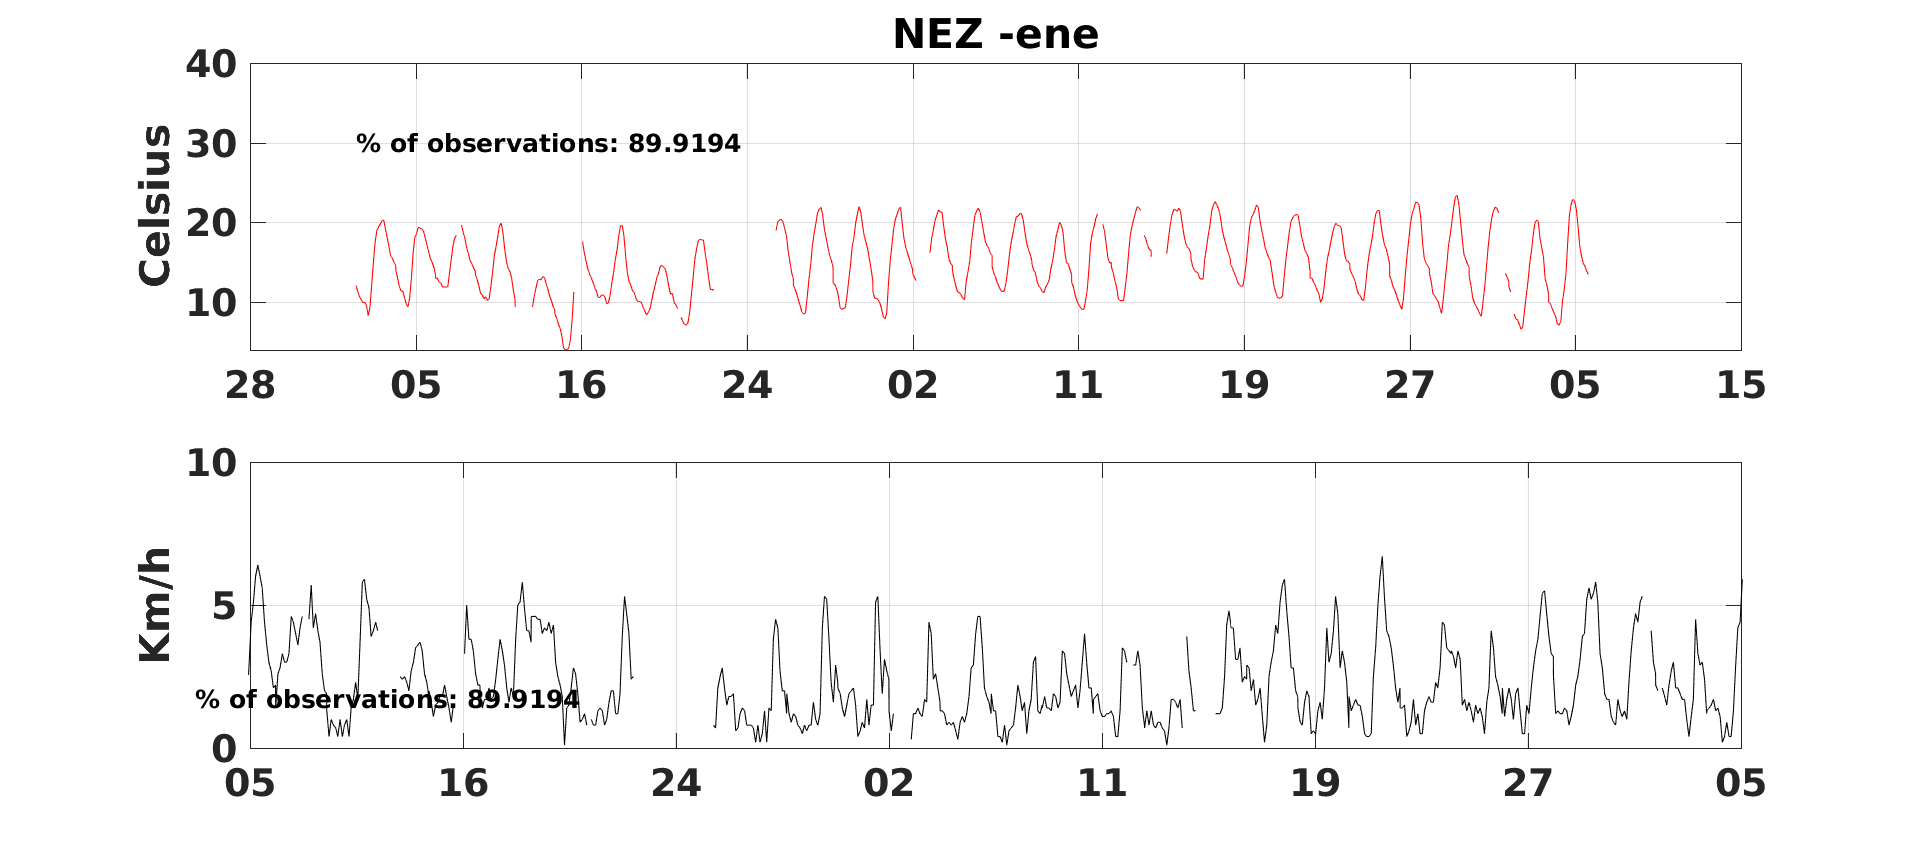 NEZ -ene
40
30
20
10
Celsius
% of observations: 89.9194
28 05 16 24 02 11 19 27 05 15
10
5
0
Km/h
% of observations: 89.9194
05 16 24 02 11 19 27 05